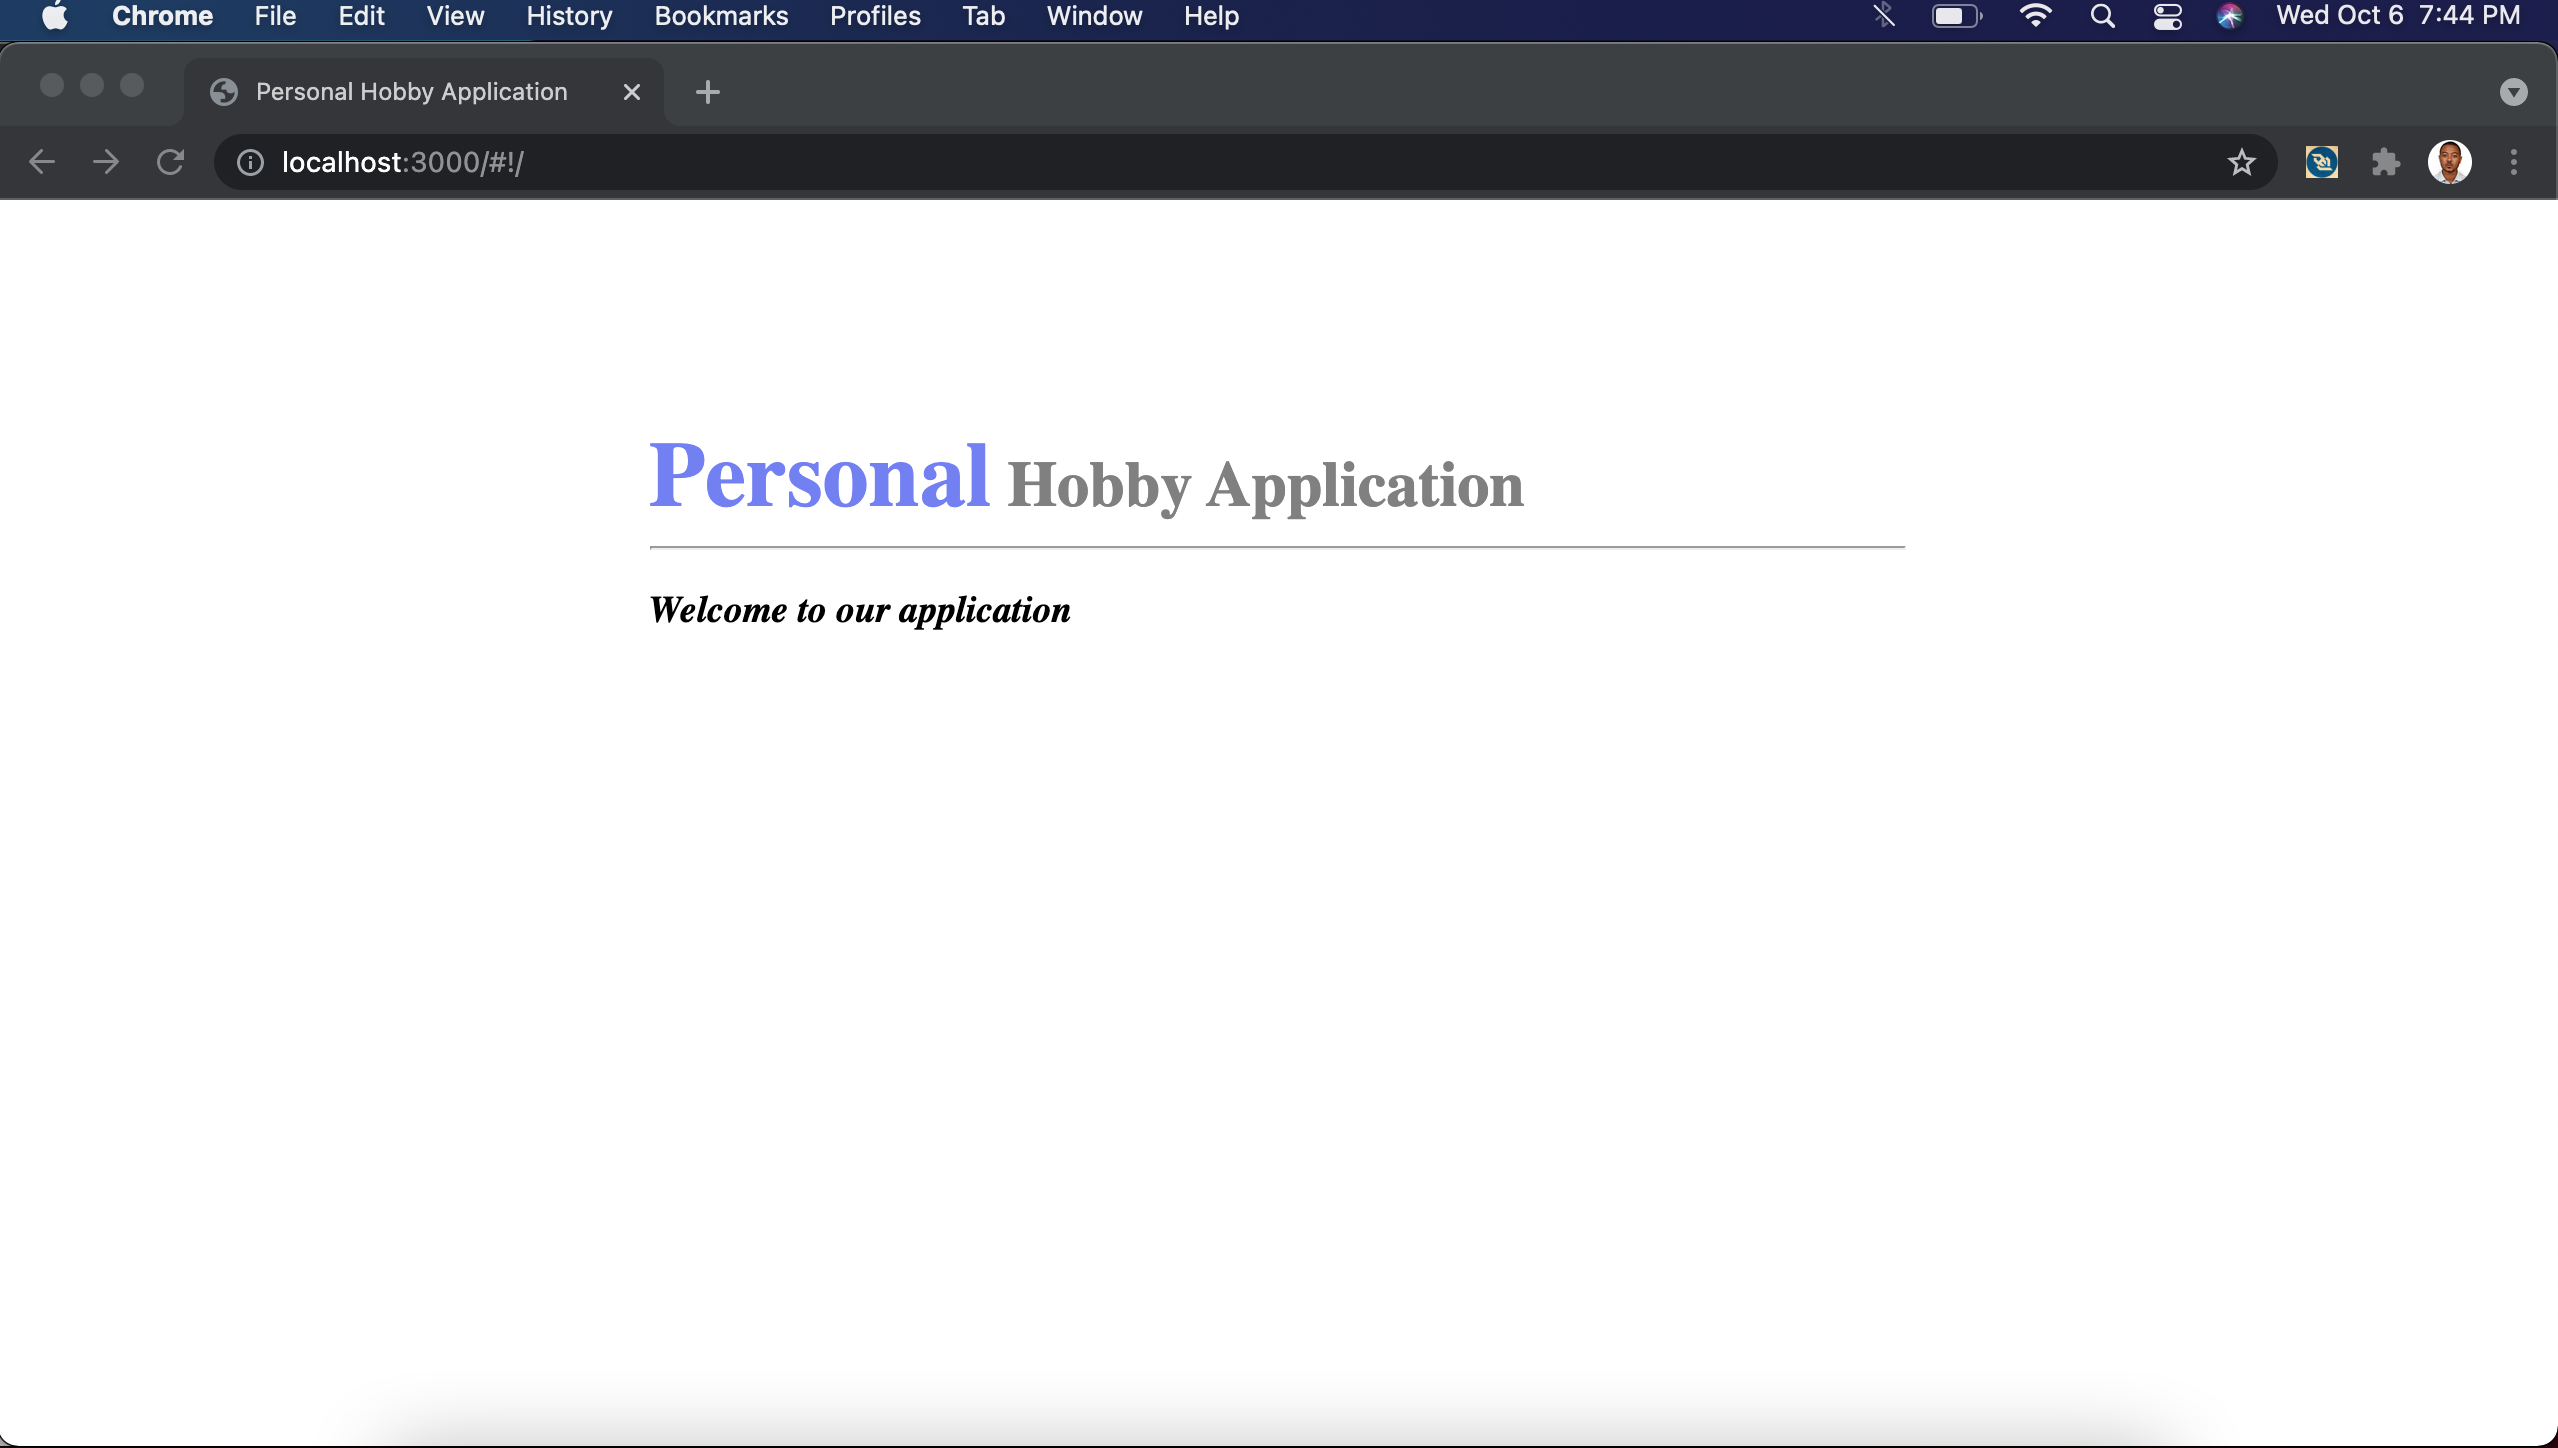 Chrome File Edit View History Bookmarks Profiles Tab Window Help Wed Oct 6 7:44 PM
Personal Hobby Application
localhost:3000/#!/
Personal Hobby Application
Welcome to our application